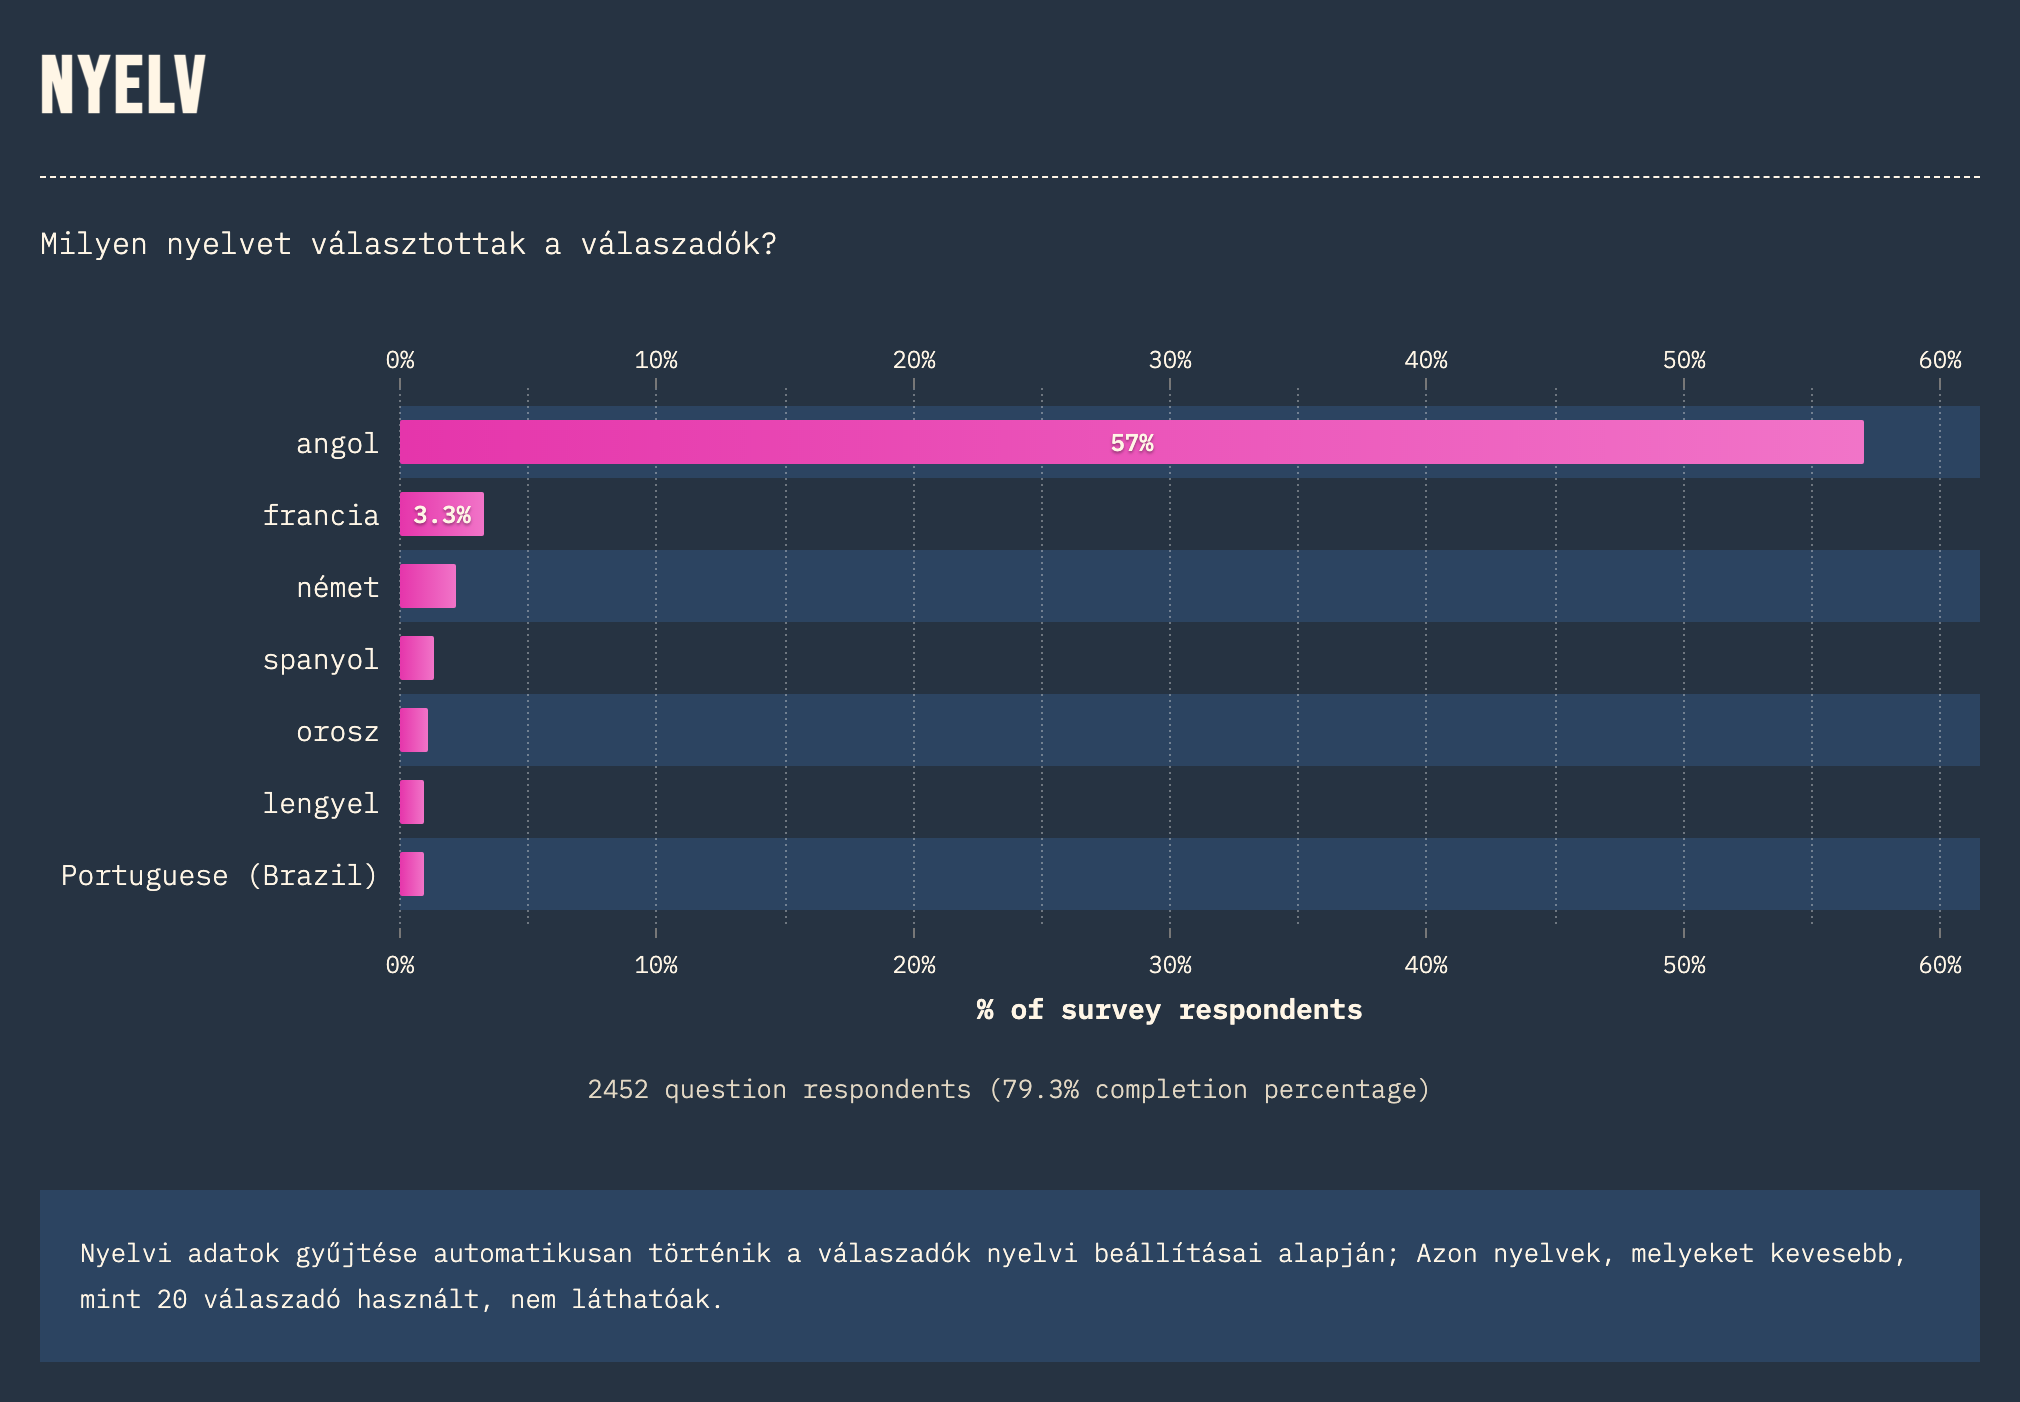 NYELV
Milyen nyelvet választottak a válaszadók?
0% 10% 20% 30% 40% 50% 60%
angol 57%
francia 3.3%
német
spanyol
orosz
lengyel
Portuguese (Brazil)
0% 10% 20% 30% 40% 50% 60%
% of survey respondents
2452 question respondents (79.3% completion percentage)
Nyelvi adatok gyűjtése automatikusan történik a válaszadók nyelvi beállításai alapján; Azon nyelvek, melyeket kevesebb,
mint 20 válaszadó használt, nem láthatóak.